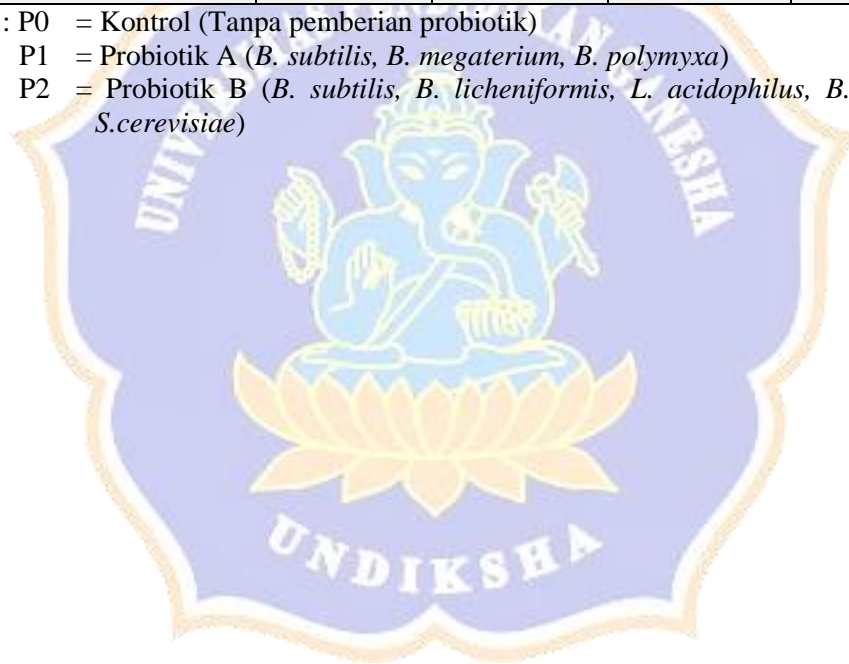 : P0 = Kontrol (Tanpa pemberian probiotik)
P1 = Probiotik A (B. subtilis, B. megaterium, B. polymyxa)
P2 = Probiotik B (B. subtilis, B. licheniformis, L. acidophilus, B.
S.cerevisiae)
UNIVERSITAS PENDIDIKAN GANESHA
UNDIKSHA